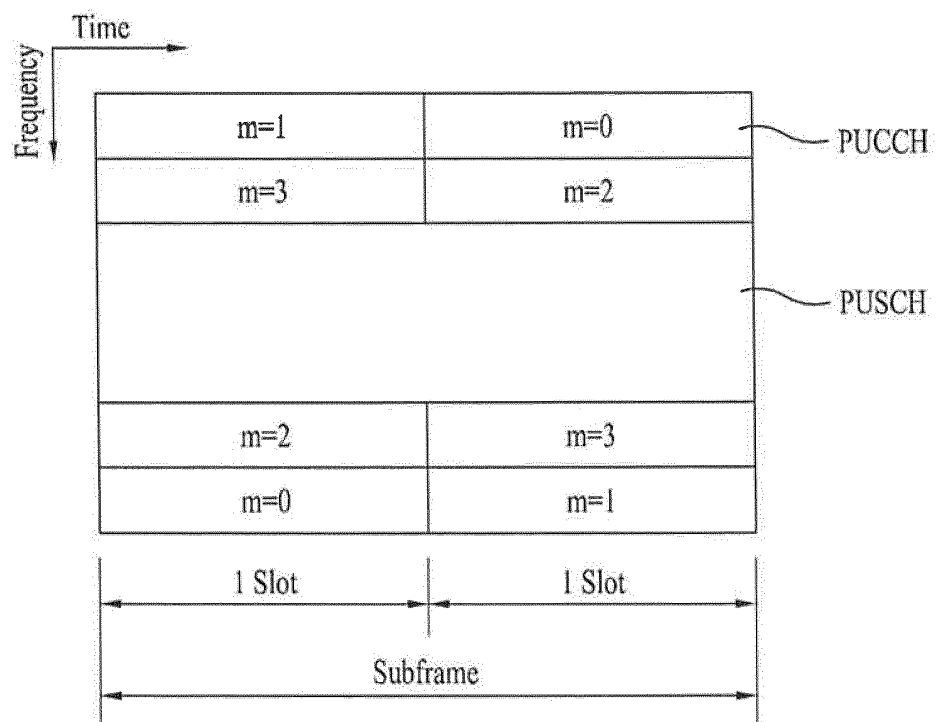 Time
Frequency
m=1
m=0
PUCCH
m=3
m=2
PUSCH
m=2
m=3
m=0
m=1
1 Slot
1 Slot
Subframe